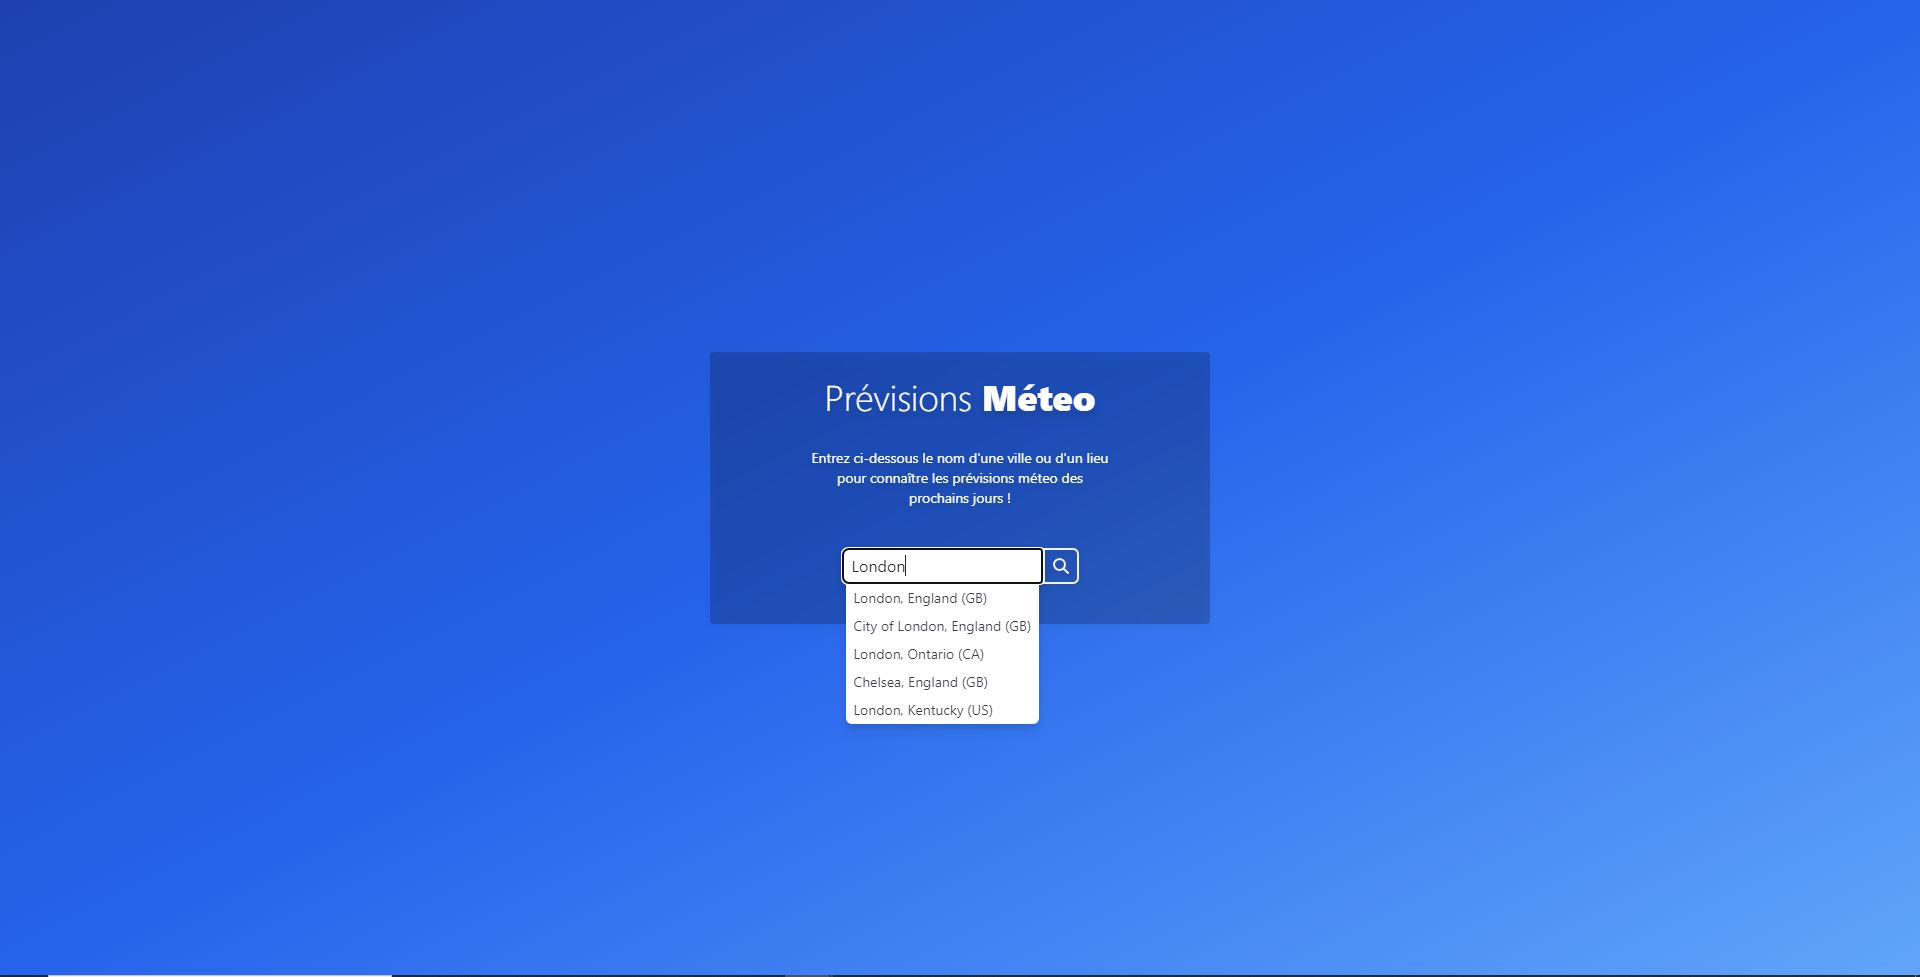 Prévisions Méteo
Entrez ci-dessous le nom d'une ville ou d'un lieu
pour connaître les prévisions méteo des
prochains jours !
London
London, England (GB)
City of London, England (GB)
London, Ontario (CA)
Chelsea, England (GB)
London, Kentucky (US)